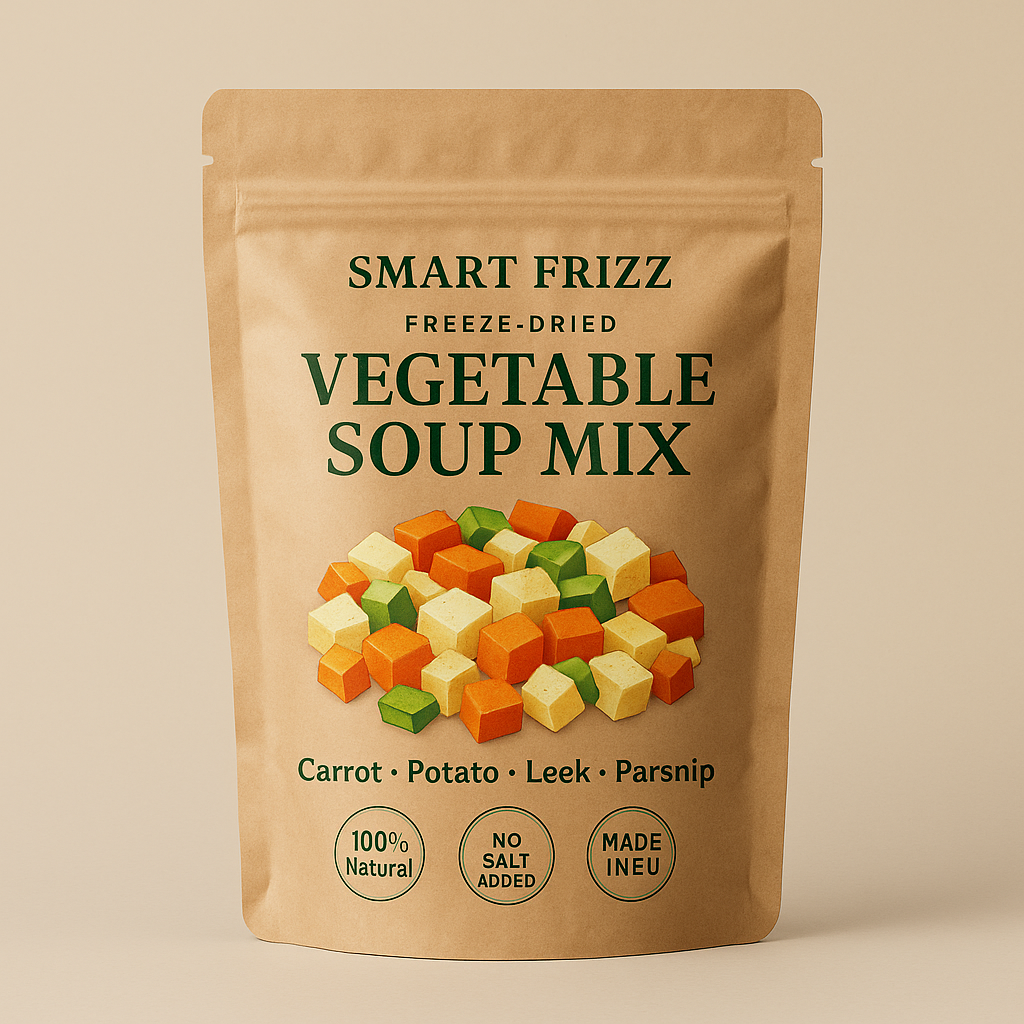 SMART FRIZZ
FREEZE-DRIED
VEGETABLE
SOUP MIX
Carrot · Potato · Leek · Parsnip
100%
Natural
NO
SALT
ADDED
MADE
INEU